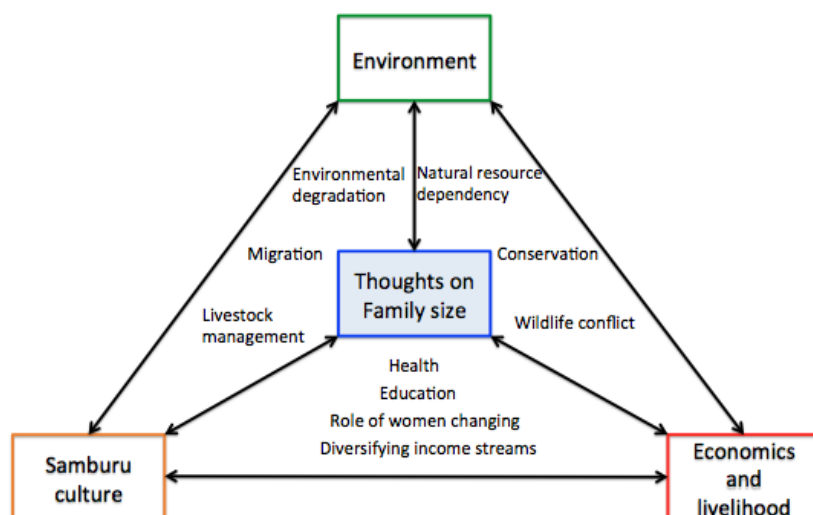 Environment
Environmental
degradation
Natural resource
dependency
Migration
Conservation
Thoughts on
Family size
Livestock
management
Wildlife conflict
Health
Education
Role of women changing
Diversifying income streams
Samburu
culture
Economics
and
livelihood